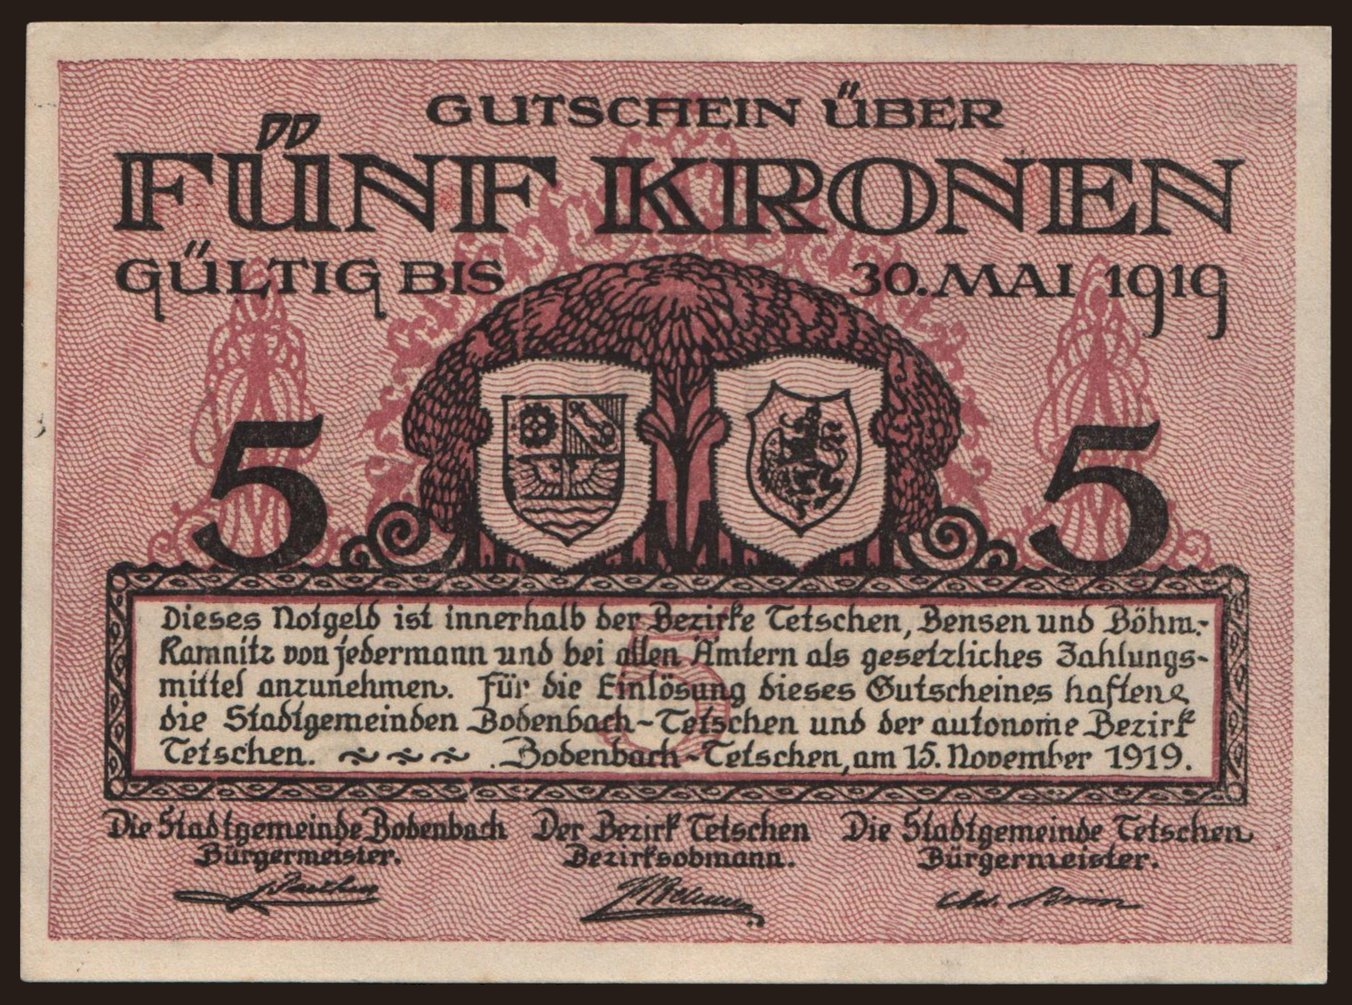 GUTSCHEIN ÜBER
FÜNF KRONEN
GÜLTIG BIS 30. MAI 1919
5 5
Dieses Notgeld ist innerhalb der Bezirke Tetschen, Bensen und Böhm.-
Kamnitz von jedermann und bei allen Ämtern als gesetzliches Zahlungs-
mittel anzunehmen. Für die Einlösung dieses Gutscheines haften
die Stadtgemeinden Bodenbach-Tetschen und der autonome Bezirk
Tetschen. Bodenbach-Tetschen, am 15. November 1919.
5
Die Stadtgemeinde Bodenbach
Bürgermeister.
Der Bezirk Tetschen
Bezirksobmann.
Die Stadtgemeinde Tetschen
Bürgermeister.